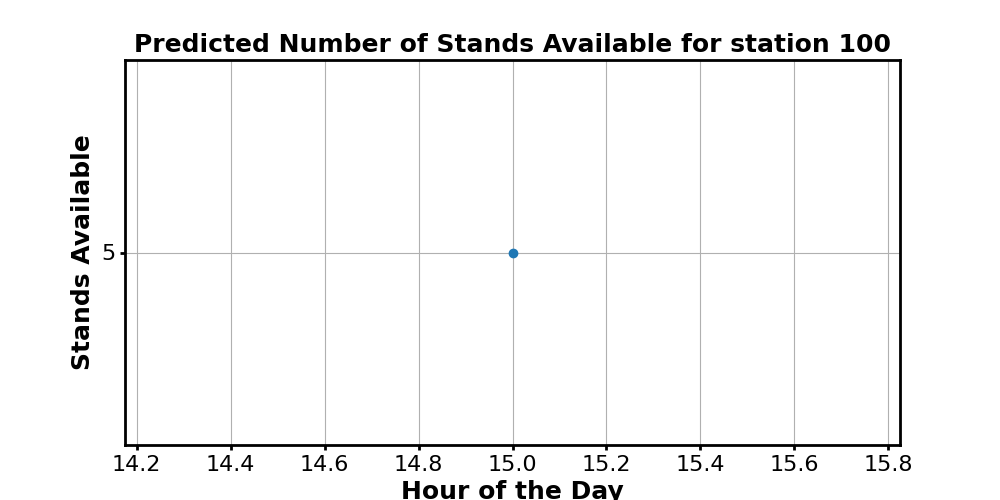 Predicted Number of Stands Available for station 100
Stands Available
5
14.2 14.4 14.6 14.8 15.0 15.2 15.4 15.6 15.8
Hour of the Day